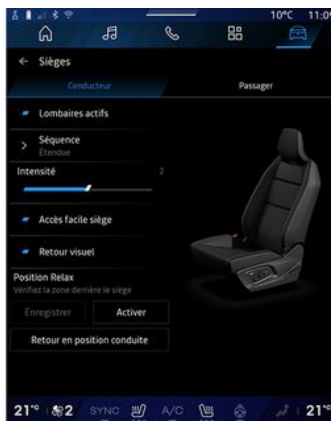 10°C 11:09
Sièges
Conducteur
Passager
Lombaires actifs
Séquence
Étendue
Intensité 2
Accès facile siège
Retour visuel
Position Relax
Vérifiez la zone derrière le siège
Enregistrer
Activer
Retour en position conduite
21° 2 SYNC A/C 21°